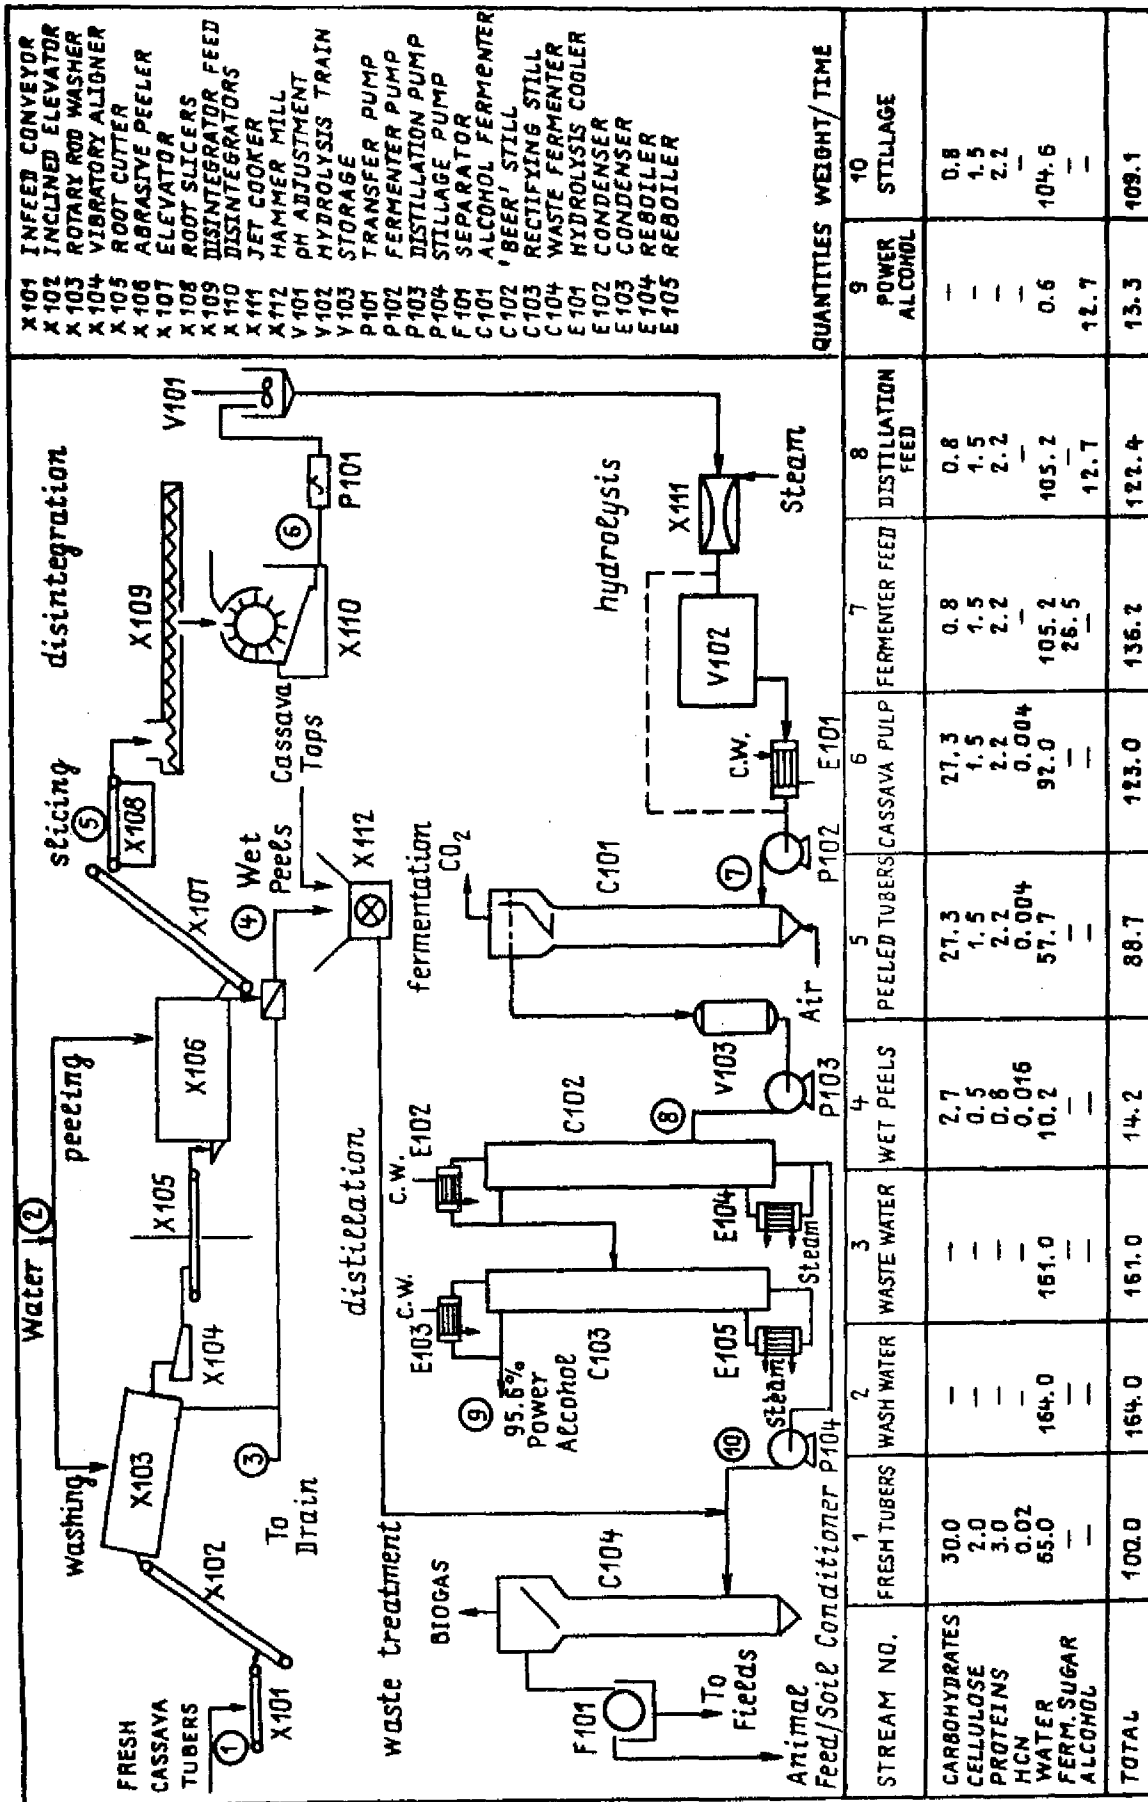 X101 INFEED CONVEYOR
X102 INCLINED ELEVATOR
X103 ROTARY ROD WASHER
X104 VIBRATORY ALIGNER
X105 ROOT CUTTER
X106 ABRASIVE PEELER
X107 ELEVATOR
X108 ROOT SLICERS
X109 DISINTEGRATOR FEED
X110 DISINTEGRATORS
X111 JET COOKER
X112 HAMMER MILL
V101 pH ADJUSTMENT
V102 HYDROLYSIS TRAIN
V103 STORAGE
P101 TRANSFER PUMP
P102 FERMENTER PUMP
P103 DISTILLATION PUMP
P104 STILLAGE PUMP
F101 SEPARATOR
C101 ALCOHOL FERMENTER
C102 'BEER' STILL
C103 RECTIFYING STILL
C104 WASTE FERMENTER
E101 HYDROLYSIS COOLER
E102 CONDENSER
E103 CONDENSER
E104 REBOILER
E105 REBOILER
FRESH
CASSAVA
TUBERS
1
X101
X102
washing
X103
Water
2
3
To
Drain
X104
X105
peeling
X106
X107
4
Wet
Peels
Cassava
Tops
X112
slicing
5
X108
disintegration
X109
X110
6
P101
V101
waste treatment
BIOGAS
C104
F101
To
Fields
Animal
Feed/Soil Conditioner
P104
10
distillation
E103
C.W.
9
95.6%
Power
Alcohol
C103
E105
steam
C.W.
E102
C102
E104
Steam
8
P103
V103
fermentation
CO2
C101
Air
7
P102
E101
C.W.
V102
hydrolysis
X111
Steam
QUANTITLES WEIGHT/TIME
STREAM NO. 1 2 3 4 5 6 7 8 9 10
FRESH TUBERS WASH WATER WASTE WATER WET PEELS PEELED TUBERS CASSAVA PULP FERMENTER FEED DISTILLATION FEED POWER ALCOHOL STILLAGE
CARBOHYDRATES 30.0 — — 2.7 27.3 27.3 0.8 0.8 — 0.8
CELLULOSE 2.0 — — 0.5 1.5 1.5 1.5 1.5 — 1.5
PROTEINS 3.0 — — 0.8 2.2 2.2 2.2 2.2 — 2.2
HCN 0.02 — — 0.016 0.004 0.004 — — — —
WATER 65.0 164.0 161.0 10.2 57.7 92.0 105.2 105.2 0.6 104.6
FERM.SUGAR — — — — — — 26.5 — —
ALCOHOL — — — — — — 12.7 12.7 —
TOTAL 100.0 164.0 161.0 14.2 88.7 123.0 136.2 122.4 13.3 109.1